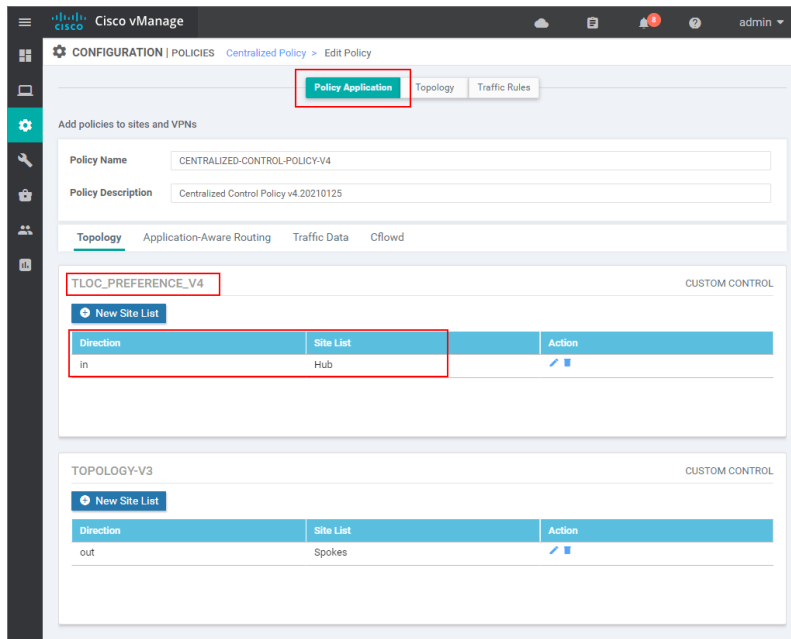 cisco Cisco vManage
8
admin
CONFIGURATION | POLICIES Centralized Policy > Edit Policy
Policy Application Topology Traffic Rules
Add policies to sites and VPNs
Policy Name CENTRALIZED-CONTROL-POLICY-V4
Policy Description Centralized Control Policy v4.20210125
Topology Application-Aware Routing Traffic Data Cflowd
TLOC_PREFERENCE_V4 CUSTOM CONTROL
New Site List
Direction Site List Action
in Hub
TOPOLOGY-V3 CUSTOM CONTROL
New Site List
Direction Site List Action
out Spokes